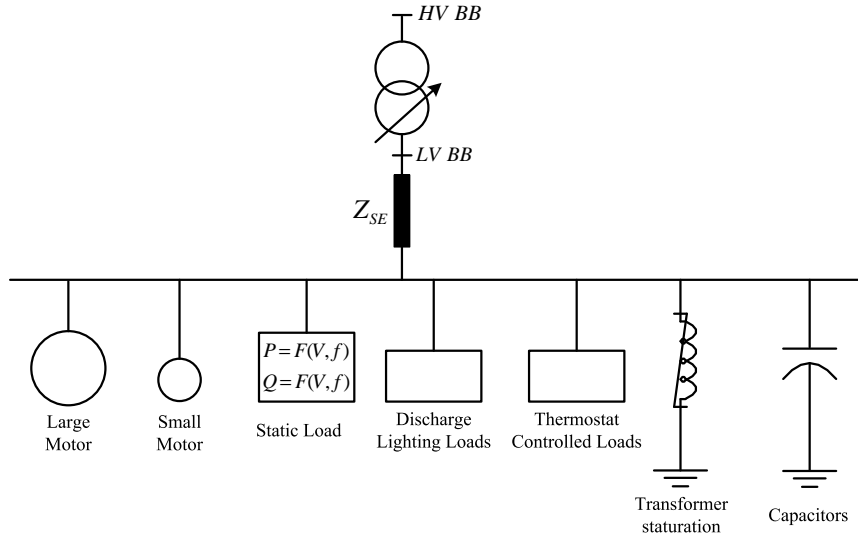 HV BB
LV BB
Z_SE
P = F(V, f)
Q = F(V, f)
Large
Motor
Small
Motor
Static Load
Discharge
Lighting Loads
Thermostat
Controlled Loads
Transformer
staturation
Capacitors